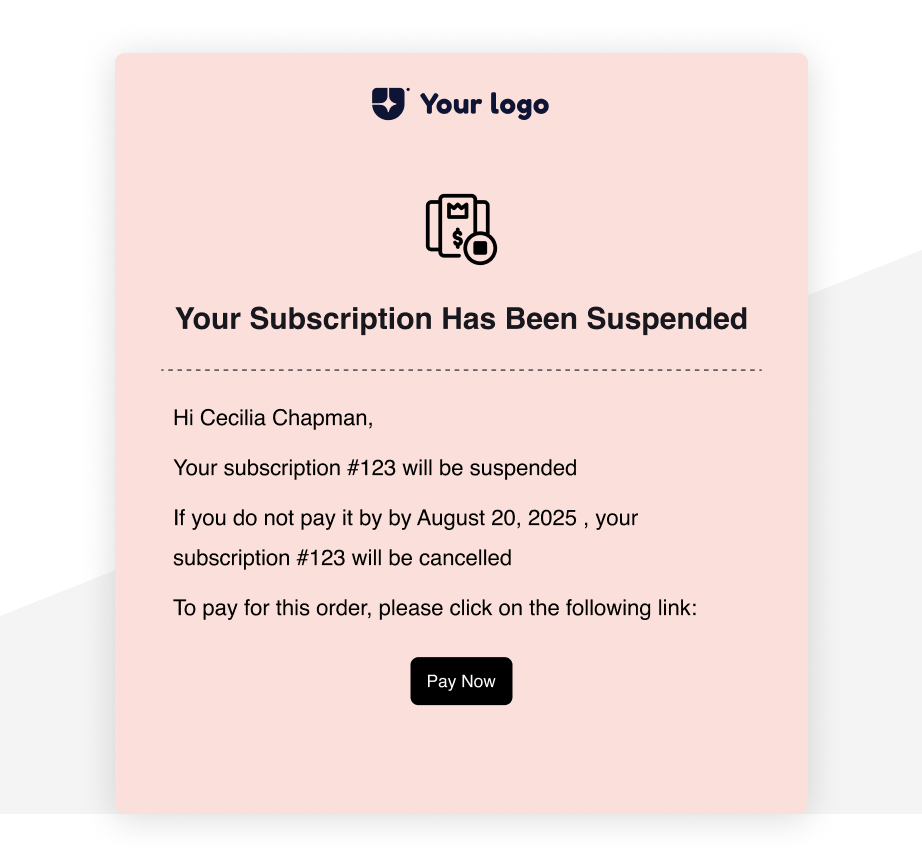 Your logo
$
Your Subscription Has Been Suspended
Hi Cecilia Chapman,
Your subscription #123 will be suspended
If you do not pay it by by August 20, 2025 , your
subscription #123 will be cancelled
To pay for this order, please click on the following link:
Pay Now